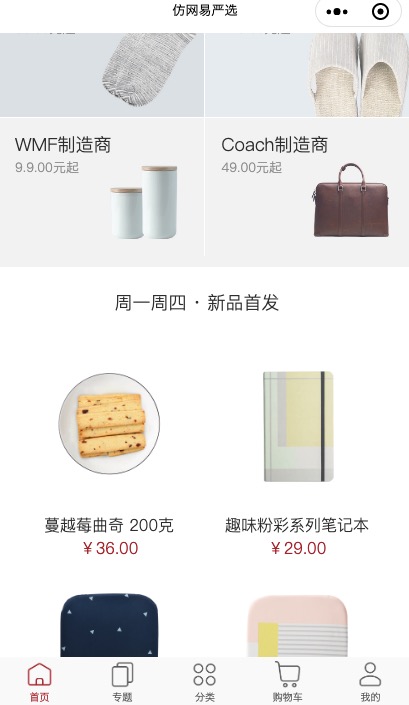 仿网易严选
WMF制造商
9.9.00元起
Coach制造商
49.00元起
周一周四 · 新品首发
蔓越莓曲奇 200克
¥36.00
趣味粉彩系列笔记本
¥29.00
首页
专题
分类
购物车
我的